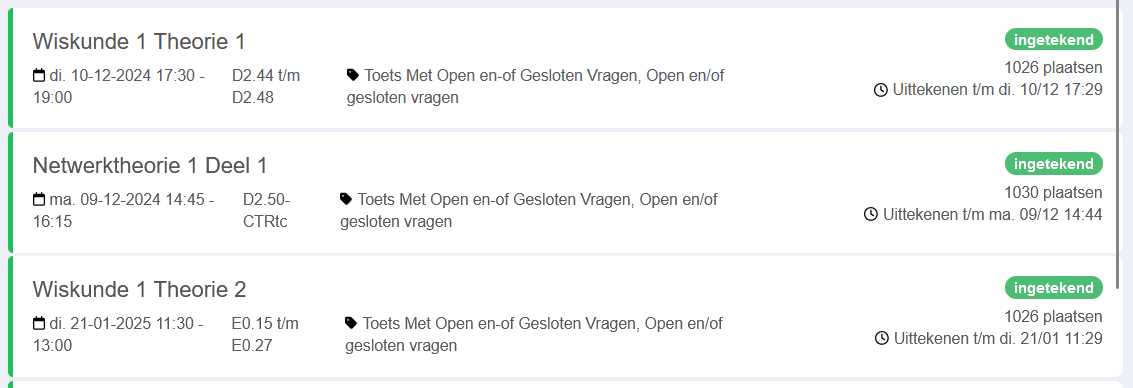 Wiskunde 1 Theorie 1
ingetekend
di. 10-12-2024 17:30 -
19:00
D2.44 t/m
D2.48
Toets Met Open en-of Gesloten Vragen, Open en/of
gesloten vragen
1026 plaatsen
Uittekenen t/m di. 10/12 17:29
Netwerktheorie 1 Deel 1
ingetekend
ma. 09-12-2024 14:45 -
16:15
D2.50-
CTRtc
Toets Met Open en-of Gesloten Vragen, Open en/of
gesloten vragen
1030 plaatsen
Uittekenen t/m ma. 09/12 14:44
Wiskunde 1 Theorie 2
ingetekend
di. 21-01-2025 11:30 -
13:00
E0.15 t/m
E0.27
Toets Met Open en-of Gesloten Vragen, Open en/of
gesloten vragen
1026 plaatsen
Uittekenen t/m di. 21/01 11:29